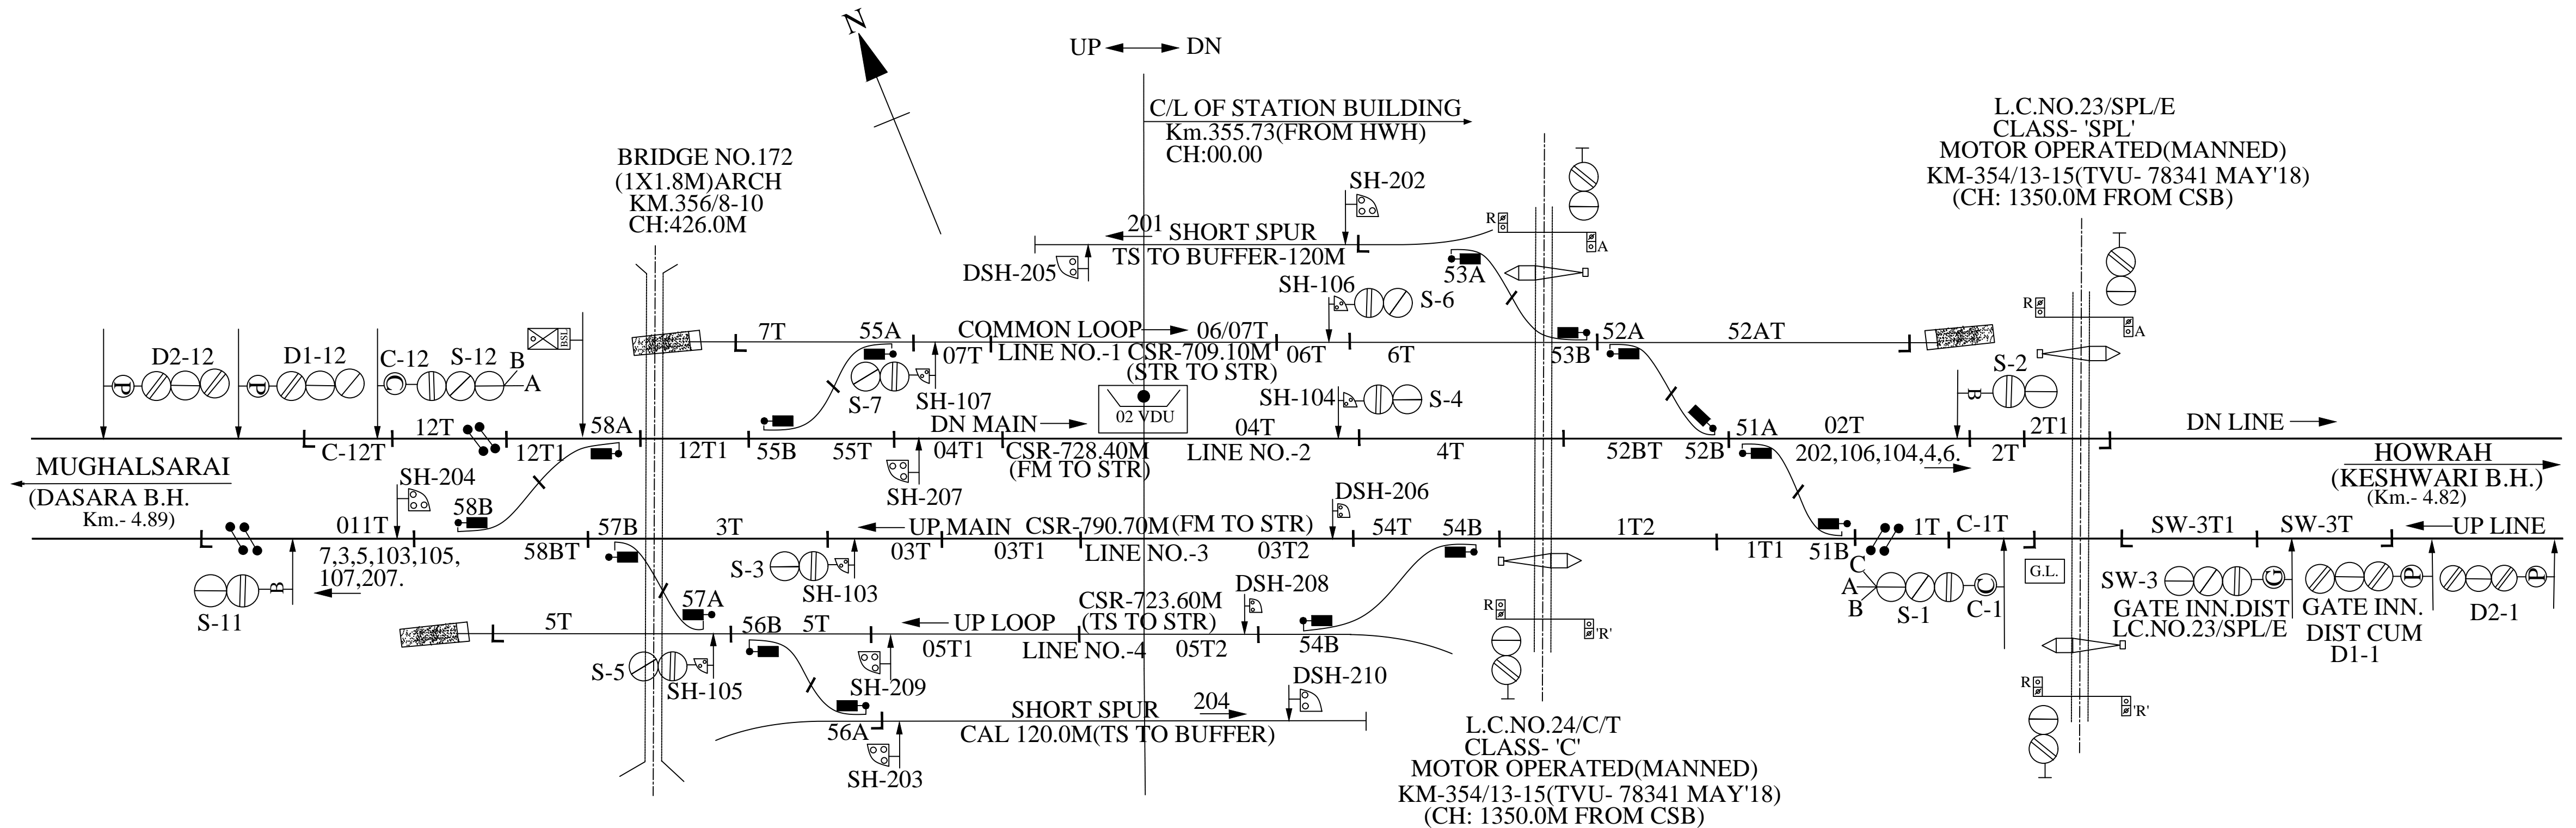 N
UP DN
C/L OF STATION BUILDING
Km.355.73(FROM HWH)
CH:00.00
L.C.NO.23/SPL/E
CLASS- 'SPL'
MOTOR OPERATED(MANNED)
KM-354/13-15(TVU- 78341 MAY'18)
(CH: 1350.0M FROM CSB)
BRIDGE NO.172
(1X1.8M)ARCH
KM.356/8-10
CH:426.0M
SH-202
201 SHORT SPUR
TS TO BUFFER-120M
DSH-205
R
A
53A
SH-106
S-6
R
A
7T
55A
COMMON LOOP
06/07T
52A
52AT
07T
LINE NO.-1 CSR-709.10M
(STR TO STR)
06T
6T
53B
D2-12
D1-12
C-12
S-12
B
A
P
P
C
BSL
S-7
SH-107
02 VDU
SH-104
S-4
S-2
B
12T
58A
DN MAIN
04T
51A
02T
2T1
DN LINE
C-12T
12T1
12T1
55B
55T
04T1
CSR-728.40M
(FM TO STR)
LINE NO.-2
4T
52BT
52B
202,106,104,4,6.
2T
MUGHALSARAI
(DASARA B.H.
Km.- 4.89)
HOWRAH
(KESHWARI B.H.)
(Km.- 4.82)
SH-204
SH-207
DSH-206
58B
011T
57B
3T
UP MAIN
CSR-790.70M(FM TO STR)
54T
54B
1T2
1T
C-1T
SW-3T1
SW-3T
UP LINE
7,3,5,103,105,
107,207.
58BT
03T
03T1
LINE NO.-3
03T2
1T1
51B
S-11
B
S-3
SH-103
DSH-208
C
A
B
S-1
C-1
C
G.L.
SW-3
G
GATE INN.DIST
LC.NO.23/SPL/E
P
GATE INN.
DIST CUM
D1-1
P
D2-1
57A
56B
5T
5T
UP LOOP
CSR-723.60M
(TS TO STR)
05T1
LINE NO.-4
05T2
54B
R
'R'
S-5
SH-105
SH-209
DSH-210
R
'R'
SHORT SPUR
204
CAL 120.0M(TS TO BUFFER)
56A
SH-203
L.C.NO.24/C/T
CLASS- 'C'
MOTOR OPERATED(MANNED)
KM-354/13-15(TVU- 78341 MAY'18)
(CH: 1350.0M FROM CSB)